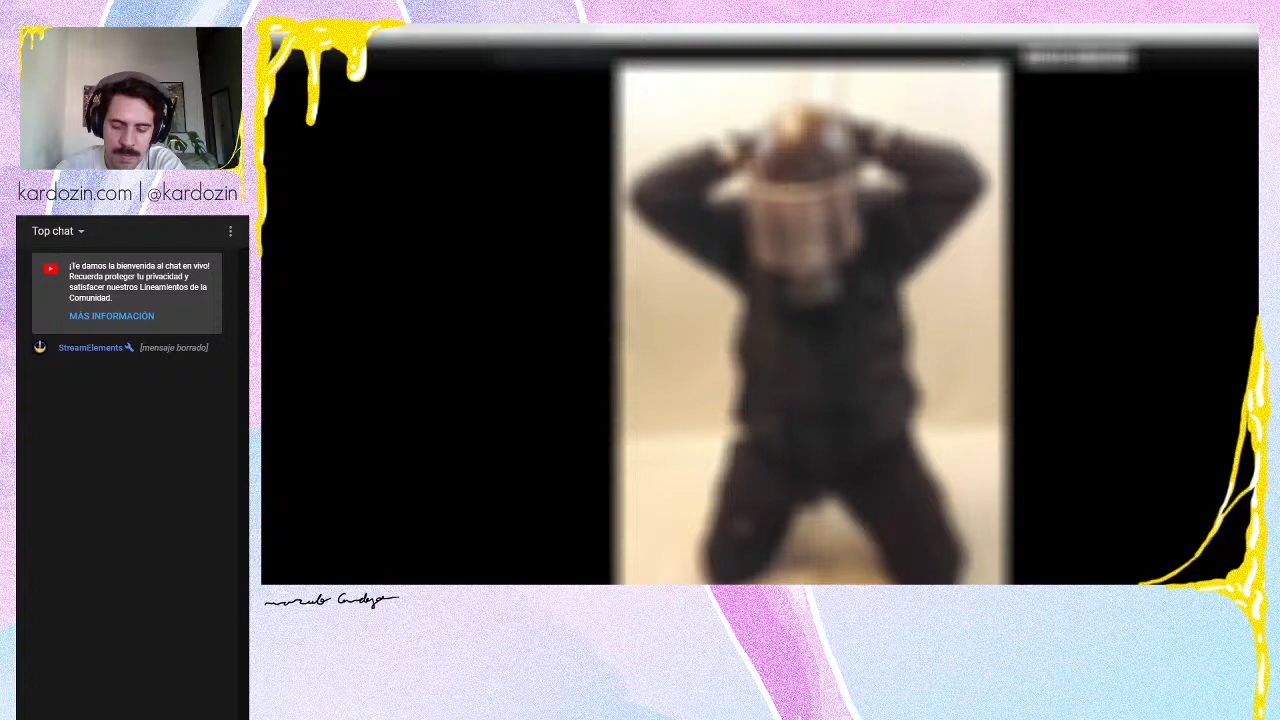 kardozin.com | @kardozin
Top chat
¡Te damos la bienvenida al chat en vivo!
Recuerda proteger tu privacidad y
satisfacer nuestros Lineamientos de la
Comunidad.
MÁS INFORMACIÓN
StreamElements [mensaje borrado]